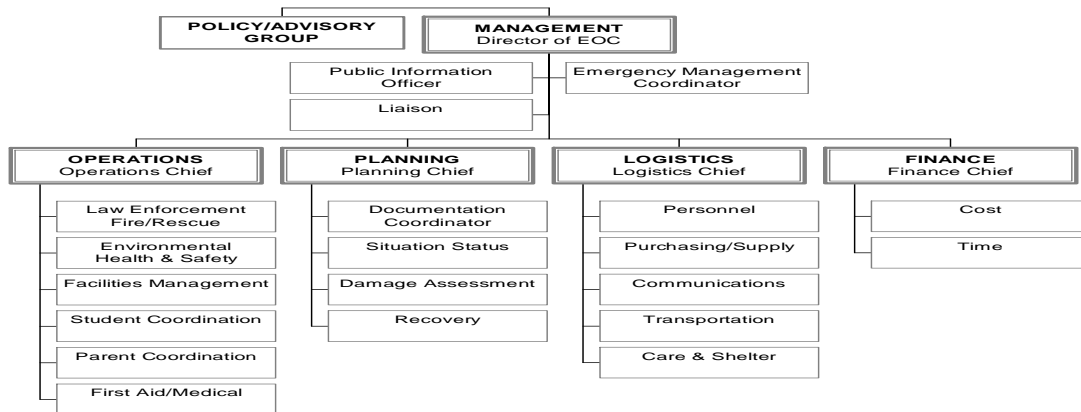 POLICY/ADVISORY
GROUP
MANAGEMENT
Director of EOC
Public Information
Officer
Emergency Management
Coordinator
Liaison
OPERATIONS
Operations Chief
PLANNING
Planning Chief
LOGISTICS
Logistics Chief
FINANCE
Finance Chief
Law Enforcement
Fire/Rescue
Environmental
Health & Safety
Facilities Management
Student Coordination
Parent Coordination
First Aid/Medical
Documentation
Coordinator
Situation Status
Damage Assessment
Recovery
Personnel
Purchasing/Supply
Communications
Transportation
Care & Shelter
Cost
Time